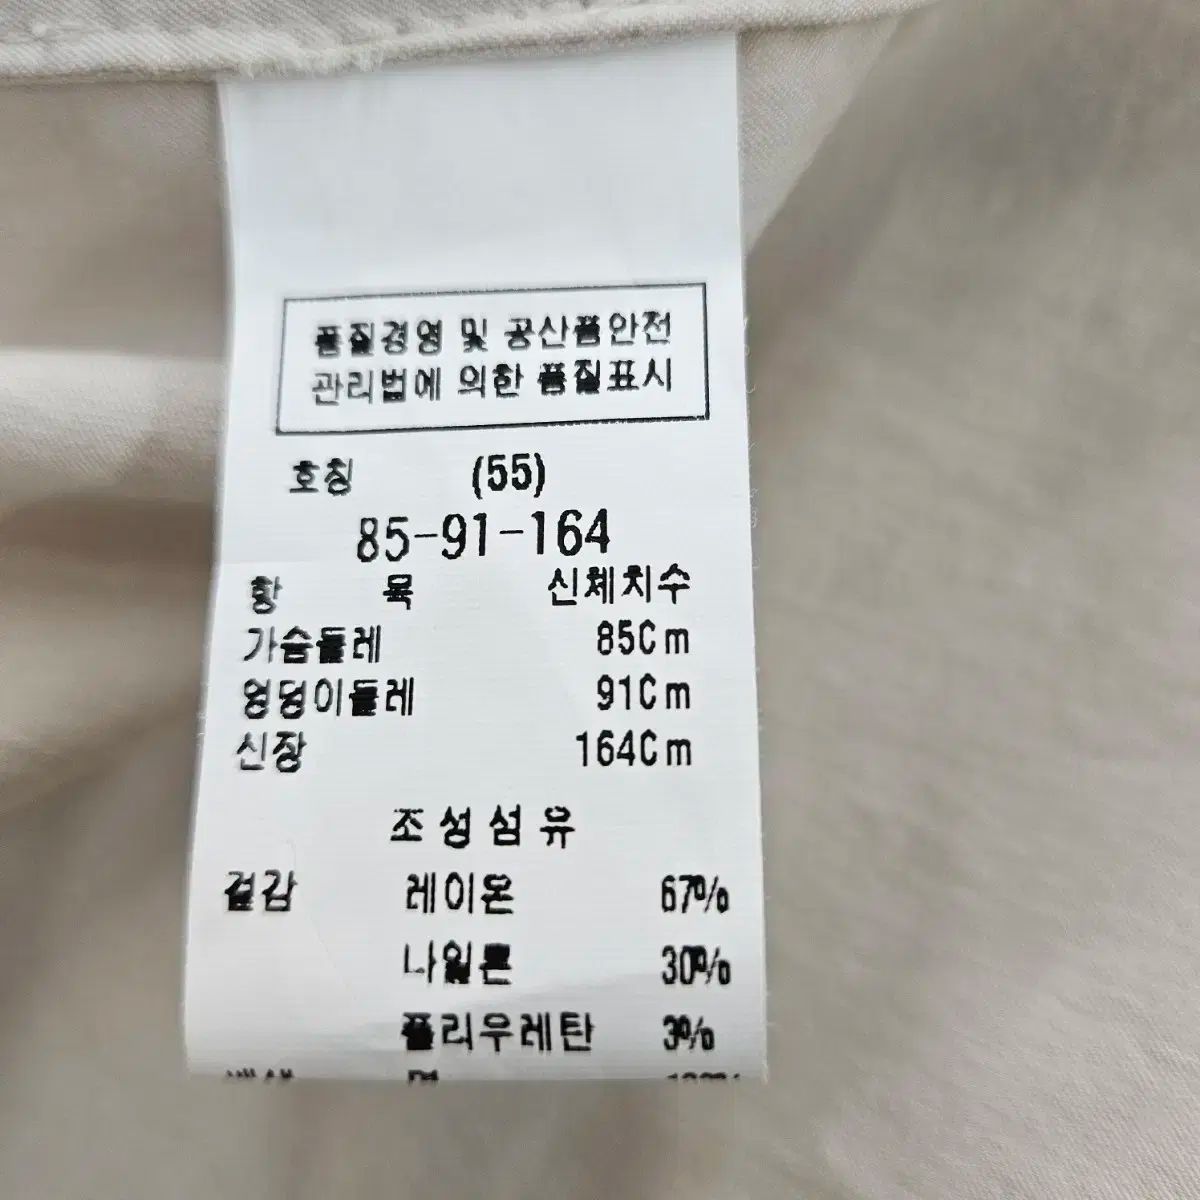 품질경영 및 공산품안전
관리법에 의한 품질표시
호칭 (55)
85-91-164
항 목 신체치수
가슴둘레 85Cm
엉덩이둘레 91Cm
신장 164Cm
조성섬유
겉감 레이온 67%
나일론 30%
폴리우레탄 3%